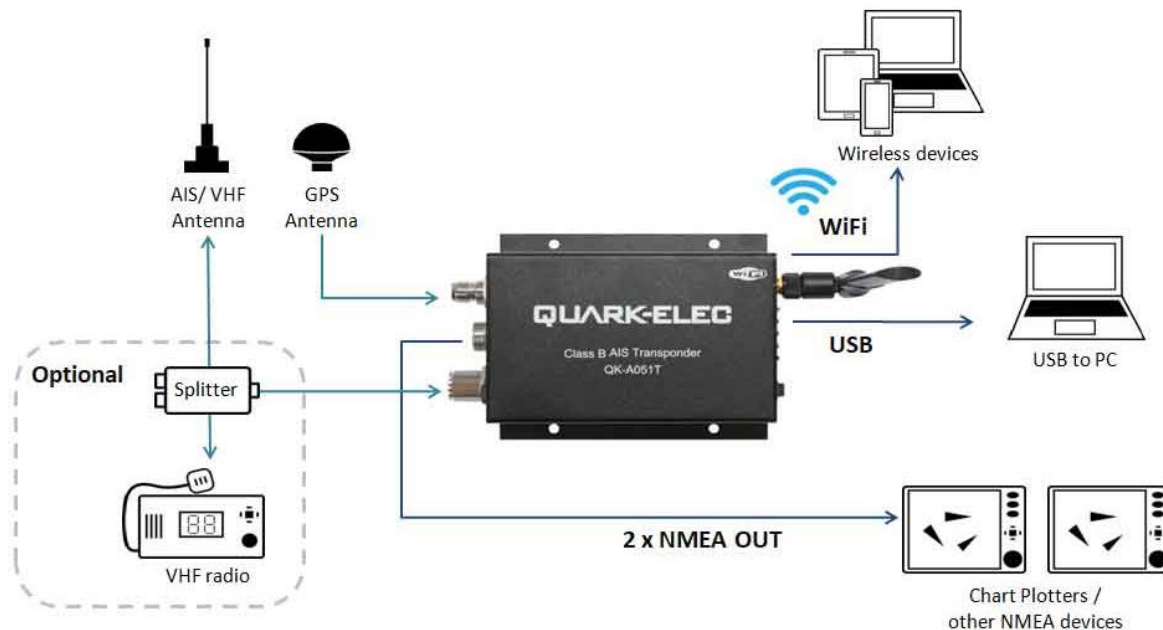 AIS/ VHF
Antenna
GPS
Antenna
Wireless devices
WiFi
WiFi
QUARK-ELEC
Class B AIS Transponder
QK-A051T
USB
USB to PC
Optional
Splitter
88
VHF radio
2 x NMEA OUT
Chart Plotters /
other NMEA devices